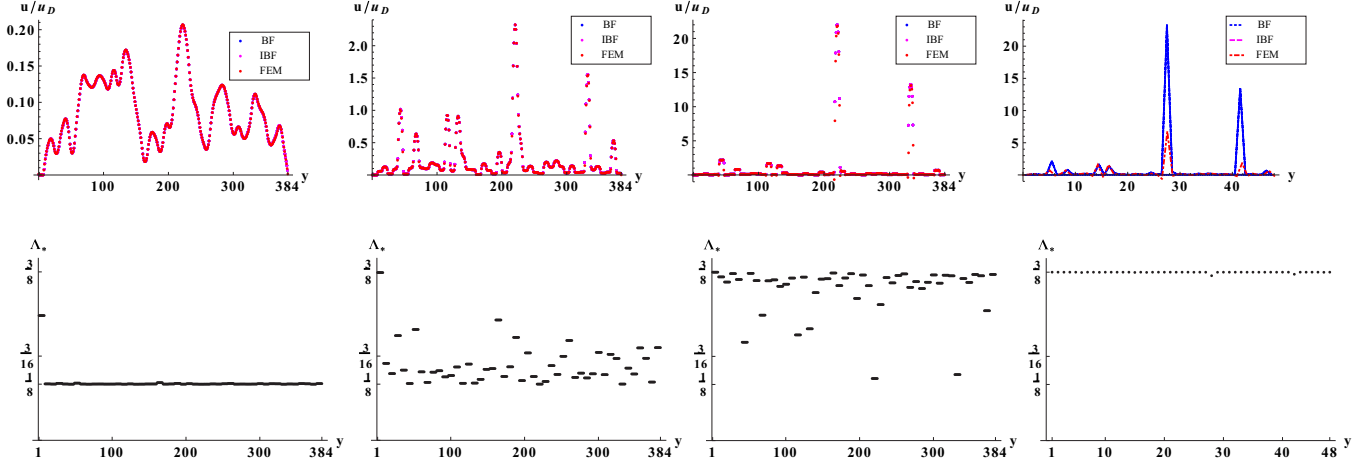 u/u_D
0.20
0.15
0.10
0.05
100 200 300 384 y
BF
IBF
FEM
u/u_D
2.0
1.5
1.0
0.5
100 200 300 384 y
BF
IBF
FEM
u/u_D
20
15
10
5
100 200 300 384 y
BF
IBF
FEM
u/u_D
20
15
10
5
10 20 30 40 y
BF
IBF
FEM
Λ*
3/8
3/16
1/8
1 100 200 300 384 y
Λ*
3/8
3/16
1/8
1 100 200 300 384 y
Λ*
3/8
3/16
1/8
1 100 200 300 384 y
Λ*
3/8
3/16
1/8
1 10 20 30 40 48 y